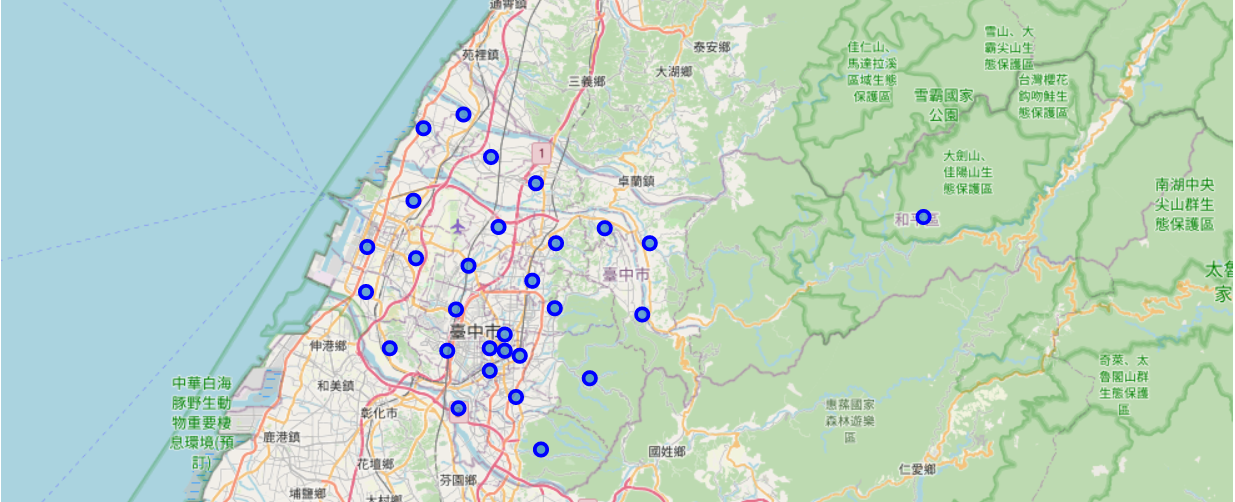 通霄鎮
苑裡鎮
泰安鄉
大湖鄉
三義鄉
佳仁山、
馬達拉溪
區域生態
保護區
雪山、大
霸尖山生
態保護區
台灣櫻花
鉤吻鮭生
態保護區
雪霸國家
公園
1
大劍山、
佳陽山生
態保護區
卓蘭鎮
南湖中央
尖山群生
態保護區
和平區
臺中市
太魯
家
臺中市
伸港鄉
和美鎮
彰化市
中華白海
豚野生動
物重要棲
息環境(預
訂)
奇萊、太
魯閣山群
生態保護
區
惠蓀國家
森林遊樂
區
鹿港鎮
花壇鄉
芬園鄉
國姓鄉
仁愛鄉
埔鹽鄉
大村鄉